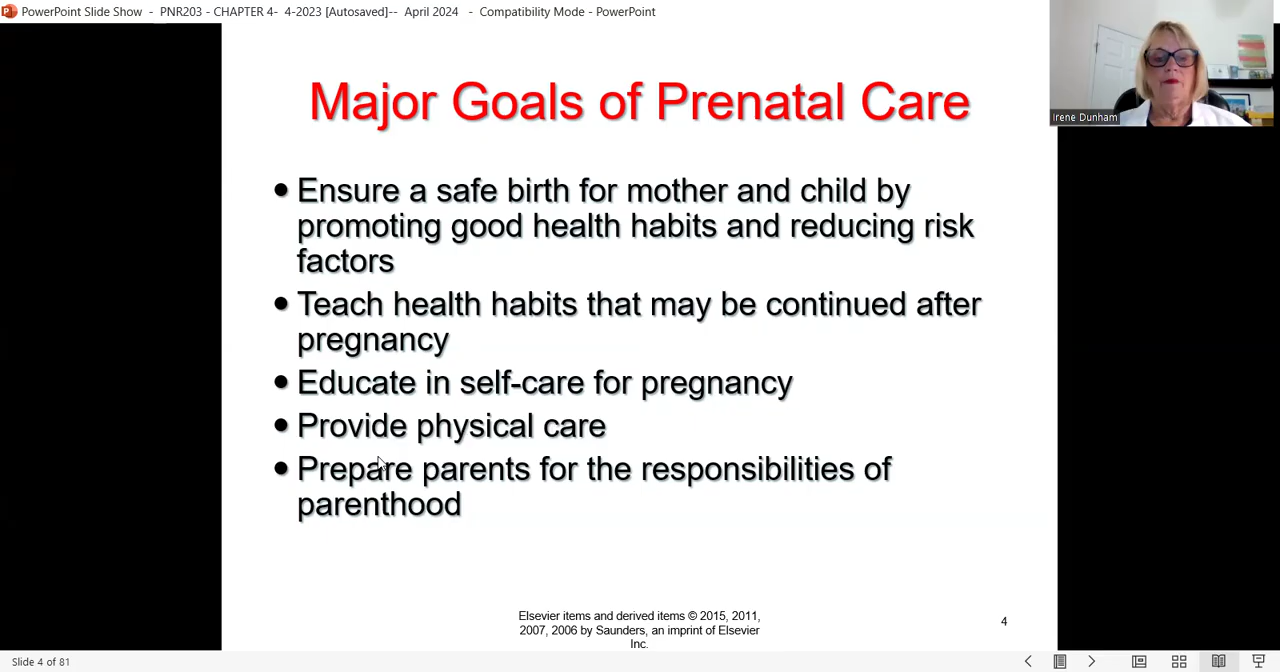 PowerPoint Slide Show - PNR203 - CHAPTER 4- 4-2023 [Autosaved]-- April 2024 - Compatibility Mode - PowerPoint
Irene Dunham
Major Goals of Prenatal Care
• Ensure a safe birth for mother and child by
promoting good health habits and reducing risk
factors
• Teach health habits that may be continued after
pregnancy
• Educate in self-care for pregnancy
• Provide physical care
• Prepare parents for the responsibilities of
parenthood
Elsevier items and derived items © 2015, 2011,
2007, 2006 by Saunders, an imprint of Elsevier
Inc.
4
Slide 4 of 81